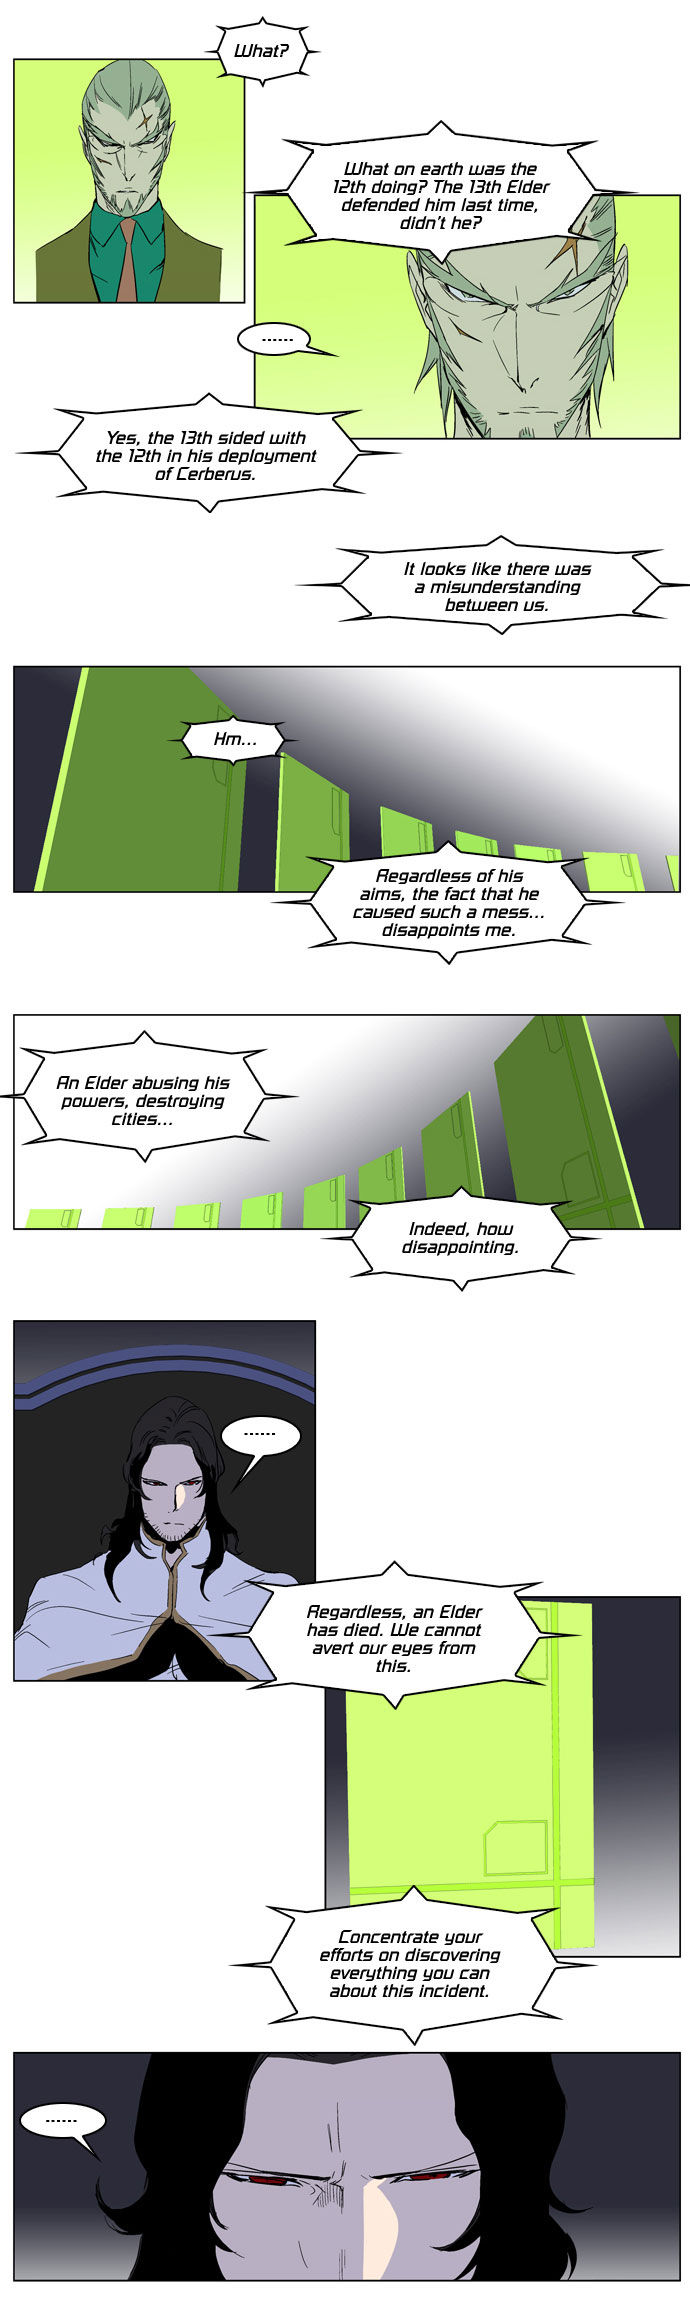 What?
What on earth was the
12th doing? The 13th Elder
defended him last time,
didn't he?
······
Yes, the 13th sided with
the 12th in his deployment
of Cerberus.
It looks like there was
a misunderstanding
between us.
Hm...
Regardless of his
aims, the fact that he
caused such a mess...
disappoints me.
An Elder abusing his
powers, destroying
cities...
Indeed, how
disappointing.
······
Regardless, an Elder
has died. We cannot
avert our eyes from
this.
Concentrate your
efforts on discovering
everything you can
about this incident.
······